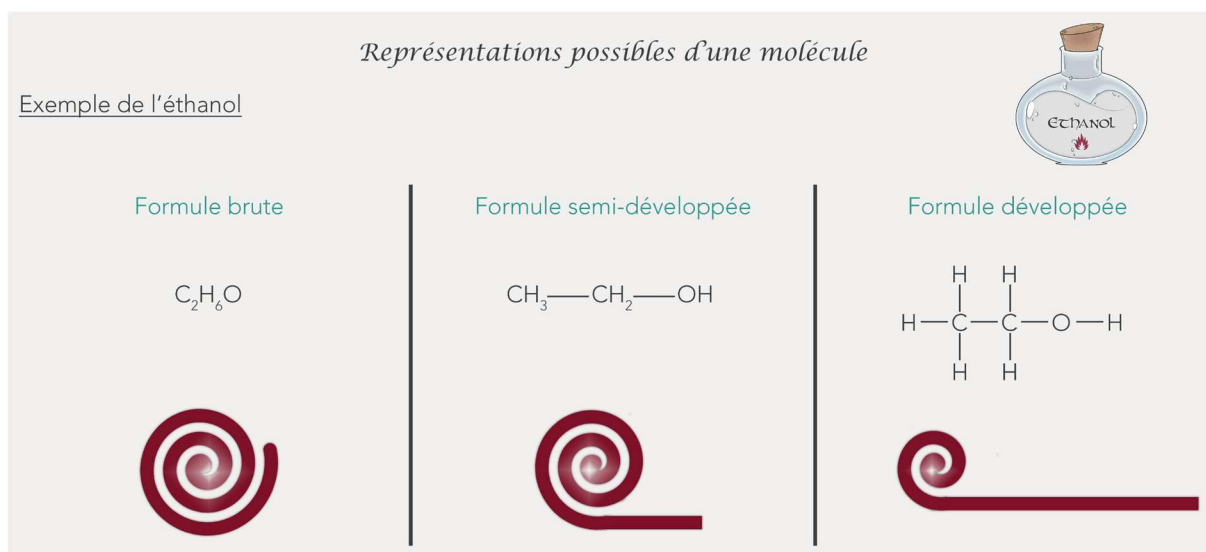 Représentations possibles d'une molécule
Exemple de l'éthanol
ETHANOL
Formule brute
Formule semi-développée
Formule développée
C₂H₆O
CH₃—CH₂—OH
H H
H—C—C—O—H
H H